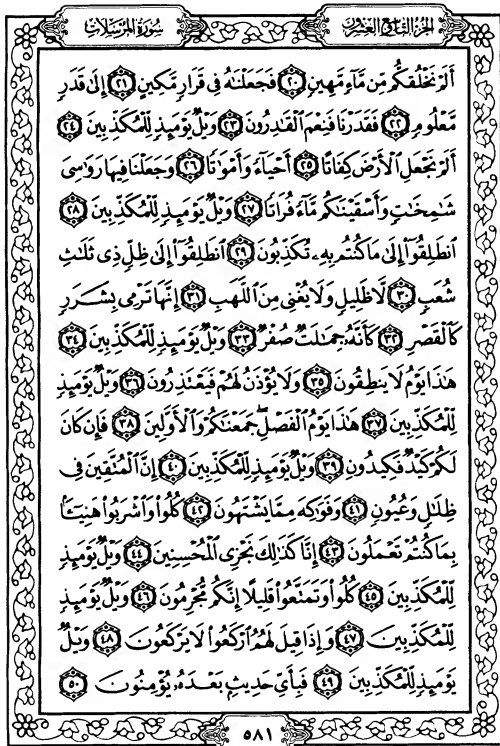 الجزء التاسع والعشرون
سورة المرسلات
أَلَمْ نَخْلُقكُّم مِّن مَّآءٍ مَّهِينٍ ﴿٢٠﴾ فَجَعَلْنَٰهُ فِى قَرَارٍ مَّكِينٍ ﴿٢١﴾ إِلَىٰ قَدَرٍ
مَّعْلُومٍ ﴿٢٢﴾ فَقَدَرْنَا فَنِعْمَ ٱلْقَٰدِرُونَ ﴿٢٣﴾ وَيْلٌ يَوْمَئِذٍ لِّلْمُكَذِّبِينَ ﴿٢٤﴾
أَلَمْ نَجْعَلِ ٱلْأَرْضَ كِفَاتًا ﴿٢٥﴾ أَحْيَآءً وَأَمْوَٰتًا ﴿٢٦﴾ وَجَعَلْنَا فِيهَا رَوَٰسِىَ
شَٰمِخَٰتٍ وَأَسْقَيْنَٰكُم مَّآءً فُرَاتًا ﴿٢٧﴾ وَيْلٌ يَوْمَئِذٍ لِّلْمُكَذِّبِينَ ﴿٢٨﴾
ٱنطَلِقُوٓا۟ إِلَىٰ مَا كُنتُم بِهِۦ تُكَذِّبُونَ ﴿٢٩﴾ ٱنطَلِقُوٓا۟ إِلَىٰ ظِلٍّ ذِى ثَلَٰثِ
شُعَبٍ ﴿٣٠﴾ لَّا ظَلِيلٍ وَلَا يُغْنِى مِنَ ٱللَّهَبِ ﴿٣١﴾ إِنَّهَا تَرْمِى بِشَرَرٍ
كَٱلْقَصْرِ ﴿٣٢﴾ كَأَنَّهُۥ جِمَٰلَتٌ صُفْرٌ ﴿٣٣﴾ وَيْلٌ يَوْمَئِذٍ لِّلْمُكَذِّبِينَ ﴿٣٤﴾
هَٰذَا يَوْمُ لَا يَنطِقُونَ ﴿٣٥﴾ وَلَا يُؤْذَنُ لَهُمْ فَيَعْتَذِرُونَ ﴿٣٦﴾ وَيْلٌ يَوْمَئِذٍ
لِّلْمُكَذِّبِينَ ﴿٣٧﴾ هَٰذَا يَوْمُ ٱلْفَصْلِ ۖ جَمَعْنَٰكُمْ وَٱلْأَوَّلِينَ ﴿٣٨﴾ فَإِن كَانَ
لَكُمْ كَيْدٌ فَكِيدُونِ ﴿٣٩﴾ وَيْلٌ يَوْمَئِذٍ لِّلْمُكَذِّبِينَ ﴿٤٠﴾ إِنَّ ٱلْمُتَّقِينَ فِى
ظِلَٰلٍ وَعُيُونٍ ﴿٤١﴾ وَفَوَٰكِهَ مِمَّا يَشْتَهُونَ ﴿٤٢﴾ كُلُوا۟ وَٱشْرَبُوا۟ هَنِيٓـًٔۢا
بِمَا كُنتُمْ تَعْمَلُونَ ﴿٤٣﴾ إِنَّا كَذَٰلِكَ نَجْزِى ٱلْمُحْسِنِينَ ﴿٤٤﴾ وَيْلٌ يَوْمَئِذٍ
لِّلْمُكَذِّبِينَ ﴿٤٥﴾ كُلُوا۟ وَتَمَتَّعُوا۟ قَلِيلًا إِنَّكُم مُّجْرِمُونَ ﴿٤٦﴾ وَيْلٌ يَوْمَئِذٍ
لِّلْمُكَذِّبِينَ ﴿٤٧﴾ وَإِذَا قِيلَ لَهُمُ ٱرْكَعُوا۟ لَا يَرْكَعُونَ ﴿٤٨﴾ وَيْلٌ
يَوْمَئِذٍ لِّلْمُكَذِّبِينَ ﴿٤٩﴾ فَبِأَىِّ حَدِيثٍۭ بَعْدَهُۥ يُؤْمِنُونَ ﴿٥٠﴾
٥٨١